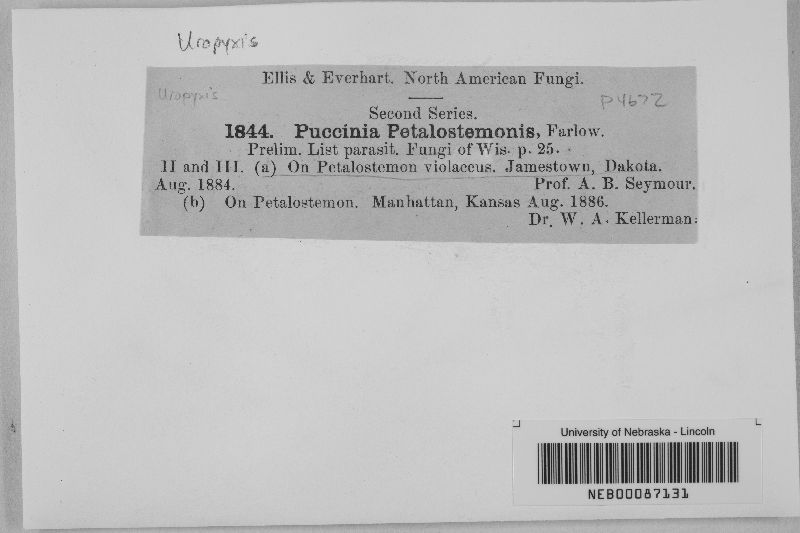 Uropyxis
Ellis & Everhart. North American Fungi.
Uropyxis
P4672
Second Series.
1844. Puccinia Petalostemonis, Farlow.
Prelim. List parasit. Fungi of Wis. p. 25.
II and III. (a) On Petalostemon violaceus. Jamestown, Dakota.
Aug. 1884. Prof. A. B. Seymour.
(b) On Petalostemon. Manhattan, Kansas Aug. 1886.
Dr. W. A. Kellerman.
University of Nebraska - Lincoln
NEB00087131